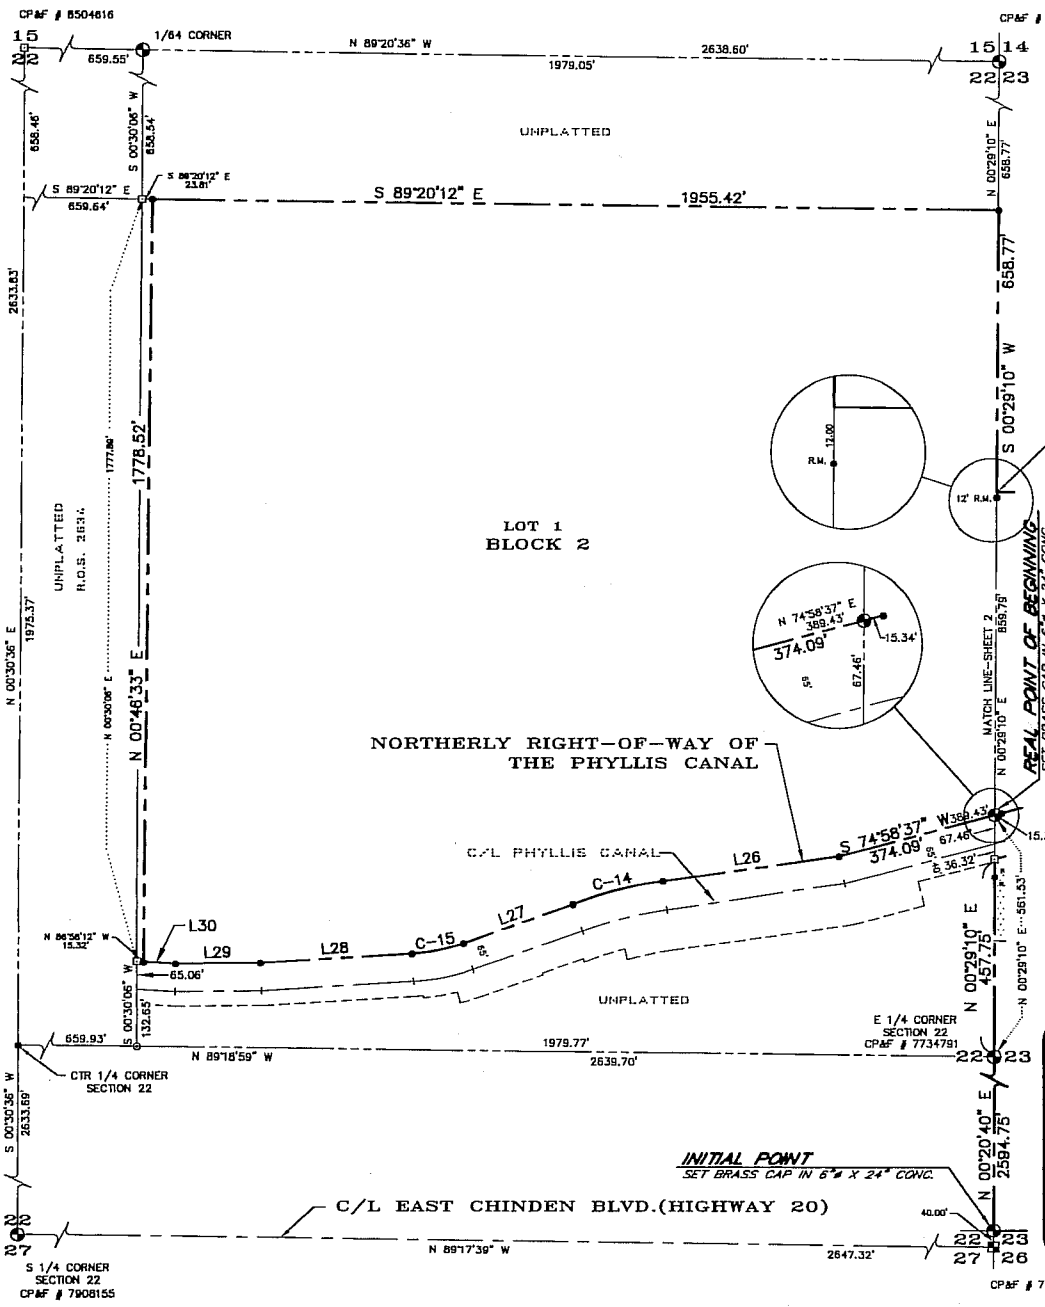 CP&F # 8504616
CP&F #
15
22
659.55'
1/64 CORNER
N 89°20'36" W
2638.60'
1979.05'
15 14
22 23
658.46'
S 00°30'06" W
658.54'
UNPLATTED
N 00°29'10" E
658.77'
S 89°20'12" E
659.64'
S 89°20'12" E
23.81'
S 89°20'12" E
1955.42'
658.77'
S 00°29'10" W
2633.83'
1777.89'
N 00°30'06" E
1778.52'
N 00°46'33" E
UNPLATTED
R.O.S. 2634
1975.37'
N 00°30'36" E
12.00
R.M.
12' R.M.
LOT 1
BLOCK 2
N 74°58'37" E
389.43'
374.09'
15.34'
67.46'
65'
MATCH LINE-SHEET 2
659.79'
N 00°29'10" E
REAL POINT OF BEGINNING
NORTHERLY RIGHT-OF-WAY OF
THE PHYLLIS CANAL
C/L PHYLLIS CANAL
S 74°58'37" W
389.43'
374.09'
67.46'
65'
36.32'
L26
C-14
L27
C-15
65'
L28
L29
L30
N 86°58'12" W
15.32'
65.06'
S 00°30'06" W
132.65'
UNPLATTED
N 00°29'10" E
457.75'
N 00°29'10" E
561.53'
E 1/4 CORNER
SECTION 22
CP&F # 7734791
22 23
659.93'
N 89°18'59" W
1979.77'
2639.70'
CTR 1/4 CORNER
SECTION 22
S 00°30'36" W
2633.69'
N 00°20'40" E
2594.75'
INITIAL POINT
SET BRASS CAP IN 6"ø X 24" CONC.
C/L EAST CHINDEN BLVD.(HIGHWAY 20)
40.00'
22
27
22 23
27 26
N 89°17'39" W
2647.32'
S 1/4 CORNER
SECTION 22
CP&F # 7908155
CP&F # 7